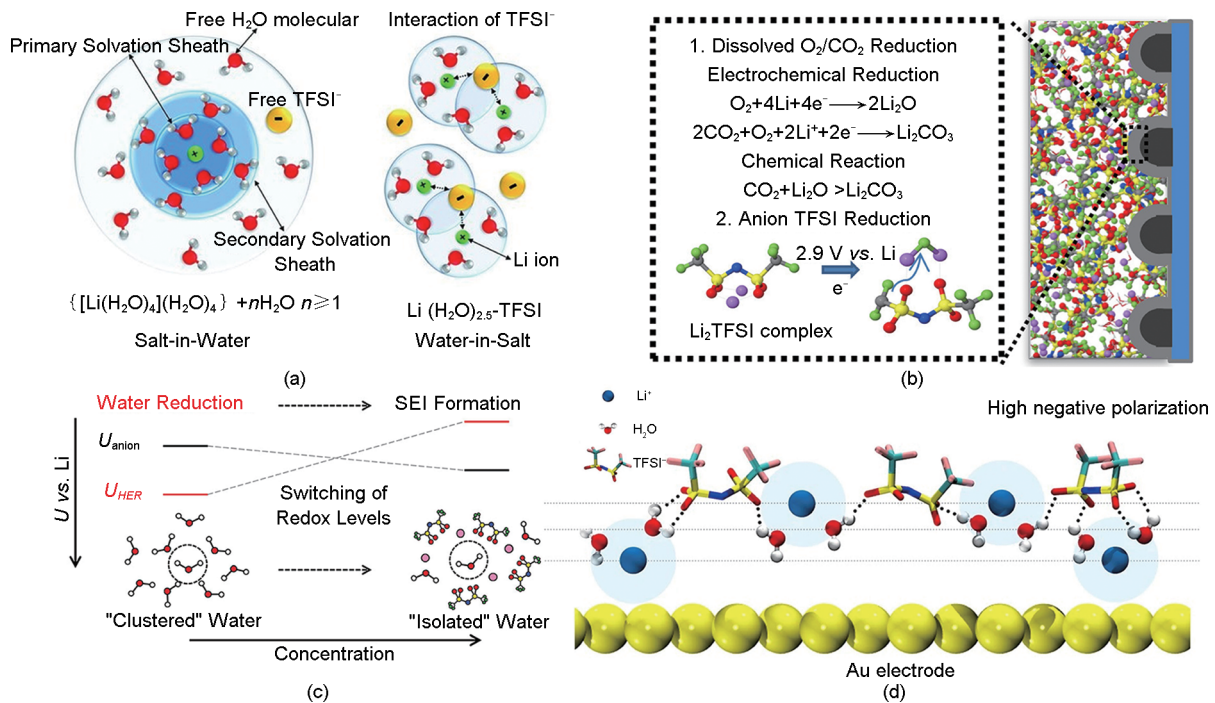 Free H₂O molecular
Primary Solvation Sheath
Free TFSI⁻
Secondary Solvation
Sheath
{[Li(H₂O)₄](H₂O)₄} +nH₂O n⩾1
Salt-in-Water
Interaction of TFSI⁻
Li ion
Li (H₂O)₂.₅-TFSI
Water-in-Salt
(a)
1. Dissolved O₂/CO₂ Reduction
Electrochemical Reduction
O₂+4Li+4e⁻⟶2Li₂O
2CO₂+O₂+2Li⁺+2e⁻⟶Li₂CO₃
Chemical Reaction
CO₂+Li₂O >Li₂CO₃
2. Anion TFSI Reduction
2.9 V vs. Li
e⁻
Li₂TFSI complex
(b)
Water Reduction
SEI Formation
U vs. Li
U_anion
U_HER
Switching of
Redox Levels
"Clustered" Water
"Isolated" Water
Concentration
(c)
Li⁺
H₂O
TFSI⁻
High negative polarization
Au electrode
(d)